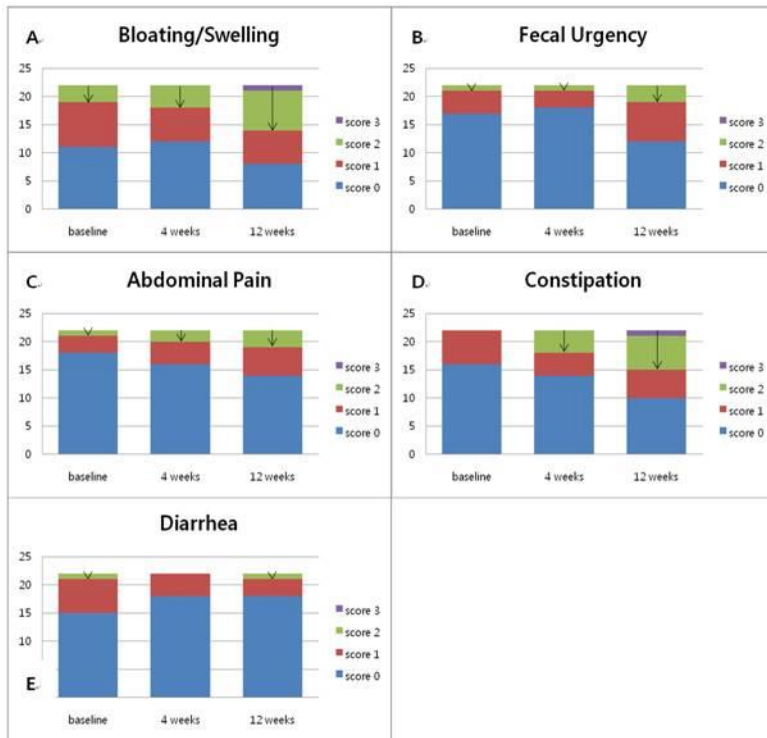 A. Bloating/Swelling
25
20
15
10
5
0
baseline 4 weeks 12 weeks
score 3
score 2
score 1
score 0
B. Fecal Urgency
25
20
15
10
5
0
baseline 4 weeks 12 weeks
score 3
score 2
score 1
score 0
C. Abdominal Pain
25
20
15
10
5
0
baseline 4 weeks 12 weeks
score 3
score 2
score 1
score 0
D. Constipation
25
20
15
10
5
0
baseline 4 weeks 12 weeks
score 3
score 2
score 1
score 0
Diarrhea
25
20
15
10
score 3
score 2
score 1
score 0
E.
baseline 4 weeks 12 weeks